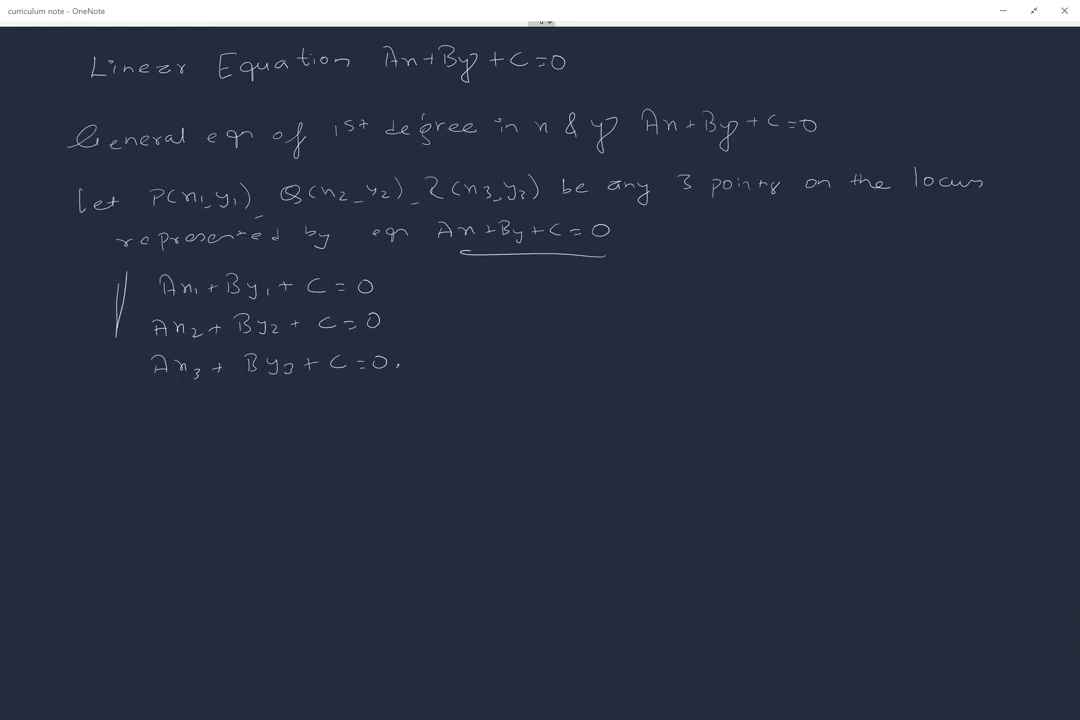 curriculum note - OneNote
Linear Equation Ax+By+C=0
General eqn of 1st degree in x & y Ax+By+C=0
Let P(x₁,y₁) Q(x₂,y₂), R(x₃,y₃) be any 3 points on the locus
represented by eqn Ax+By+C=0
Ax₁+By₁+C=0
Ax₂+By₂+C=0
Ax₃+By₃+C=0.